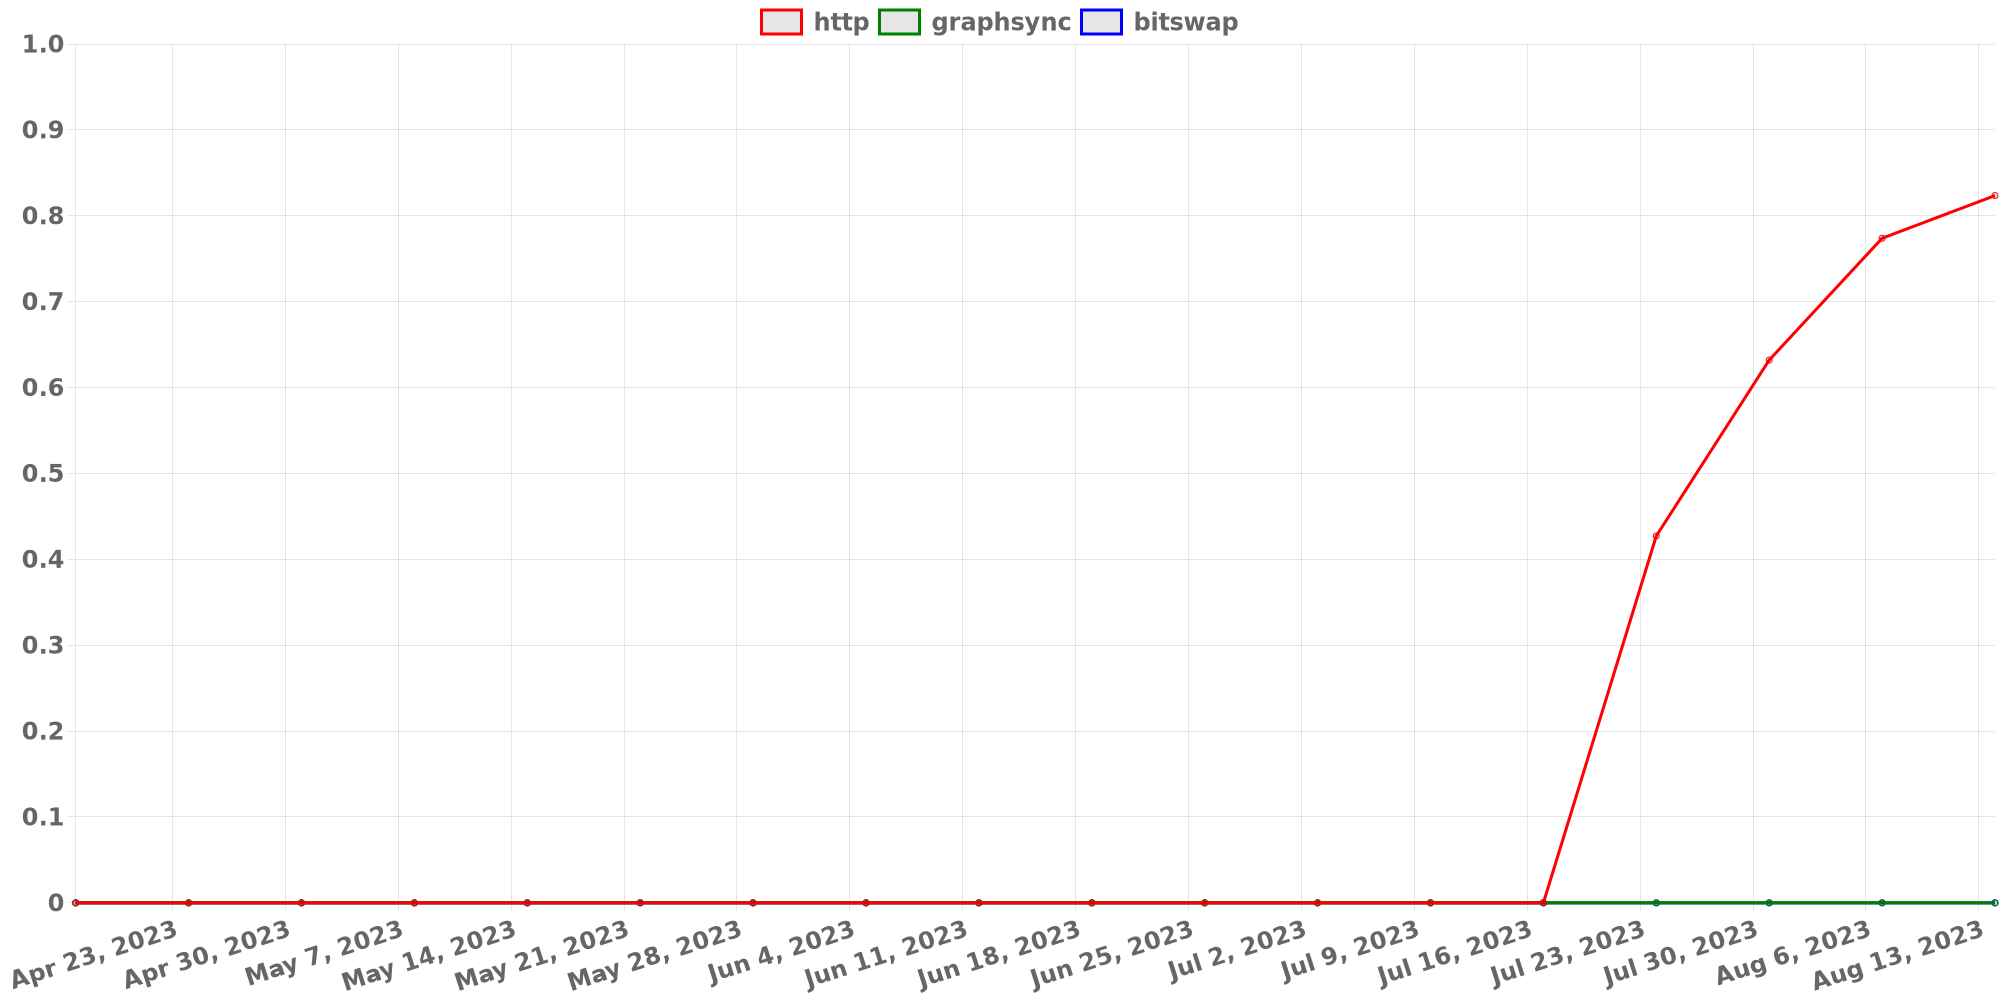 http graphsync bitswap
1.0
0.9
0.8
0.7
0.6
0.5
0.4
0.3
0.2
0.1
0
Apr 23, 2023
Apr 30, 2023
May 7, 2023
May 14, 2023
May 21, 2023
May 28, 2023
Jun 4, 2023
Jun 11, 2023
Jun 18, 2023
Jun 25, 2023
Jul 2, 2023
Jul 9, 2023
Jul 16, 2023
Jul 23, 2023
Jul 30, 2023
Aug 6, 2023
Aug 13, 2023